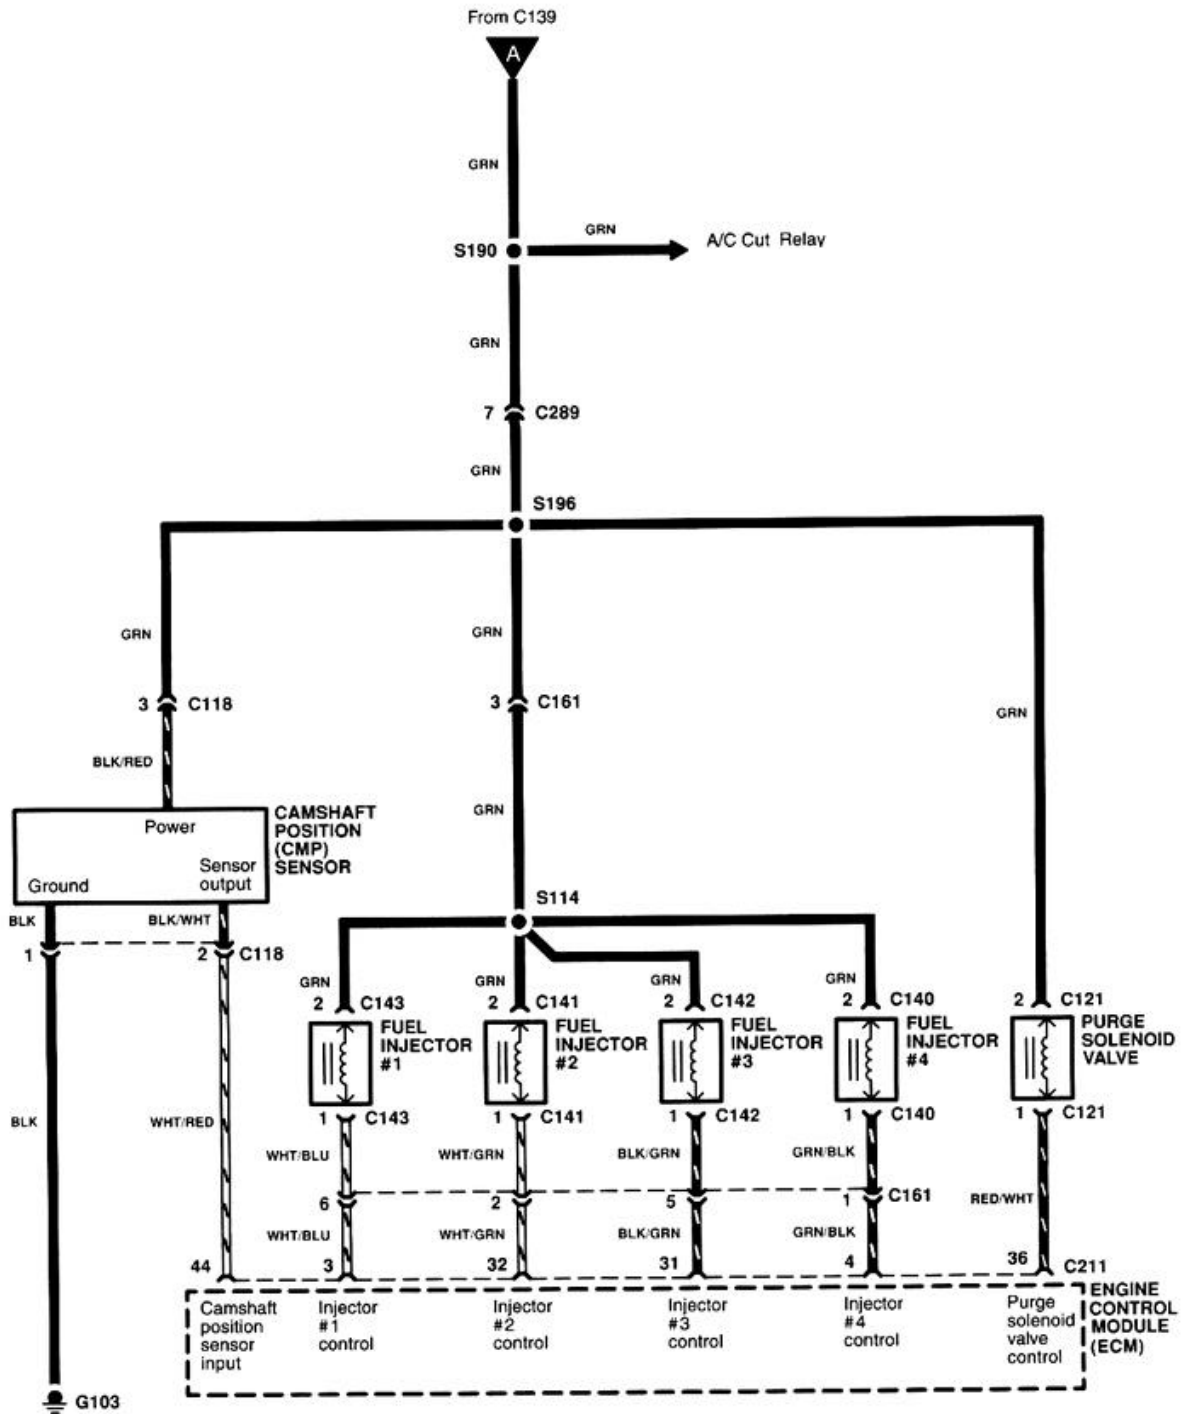 From C139
A
GRN
GRN
S190
A/C Cut Relay
GRN
7
C289
GRN
S196
GRN
GRN
3
C118
3
C161
GRN
BLK/RED
GRN
Power
Sensor
output
Ground
CAMSHAFT
POSITION
(CMP)
SENSOR
S114
BLK
BLK/WHT
1
2
C118
GRN
GRN
GRN
GRN
2
C143
2
C141
2
C142
2
C140
2
C121
FUEL
INJECTOR
#1
FUEL
INJECTOR
#2
FUEL
INJECTOR
#3
FUEL
INJECTOR
#4
PURGE
SOLENOID
VALVE
1
C143
1
C141
1
C142
1
C140
1
C121
BLK
WHT/RED
WHT/BLU
WHT/GRN
BLK/GRN
GRN/BLK
RED/WHT
6
2
5
1
C161
WHT/BLU
WHT/GRN
BLK/GRN
GRN/BLK
44
3
32
31
4
36
C211
Camshaft
position
sensor
input
Injector
#1
control
Injector
#2
control
Injector
#3
control
Injector
#4
control
Purge
solenoid
valve
control
ENGINE
CONTROL
MODULE
(ECM)
G103